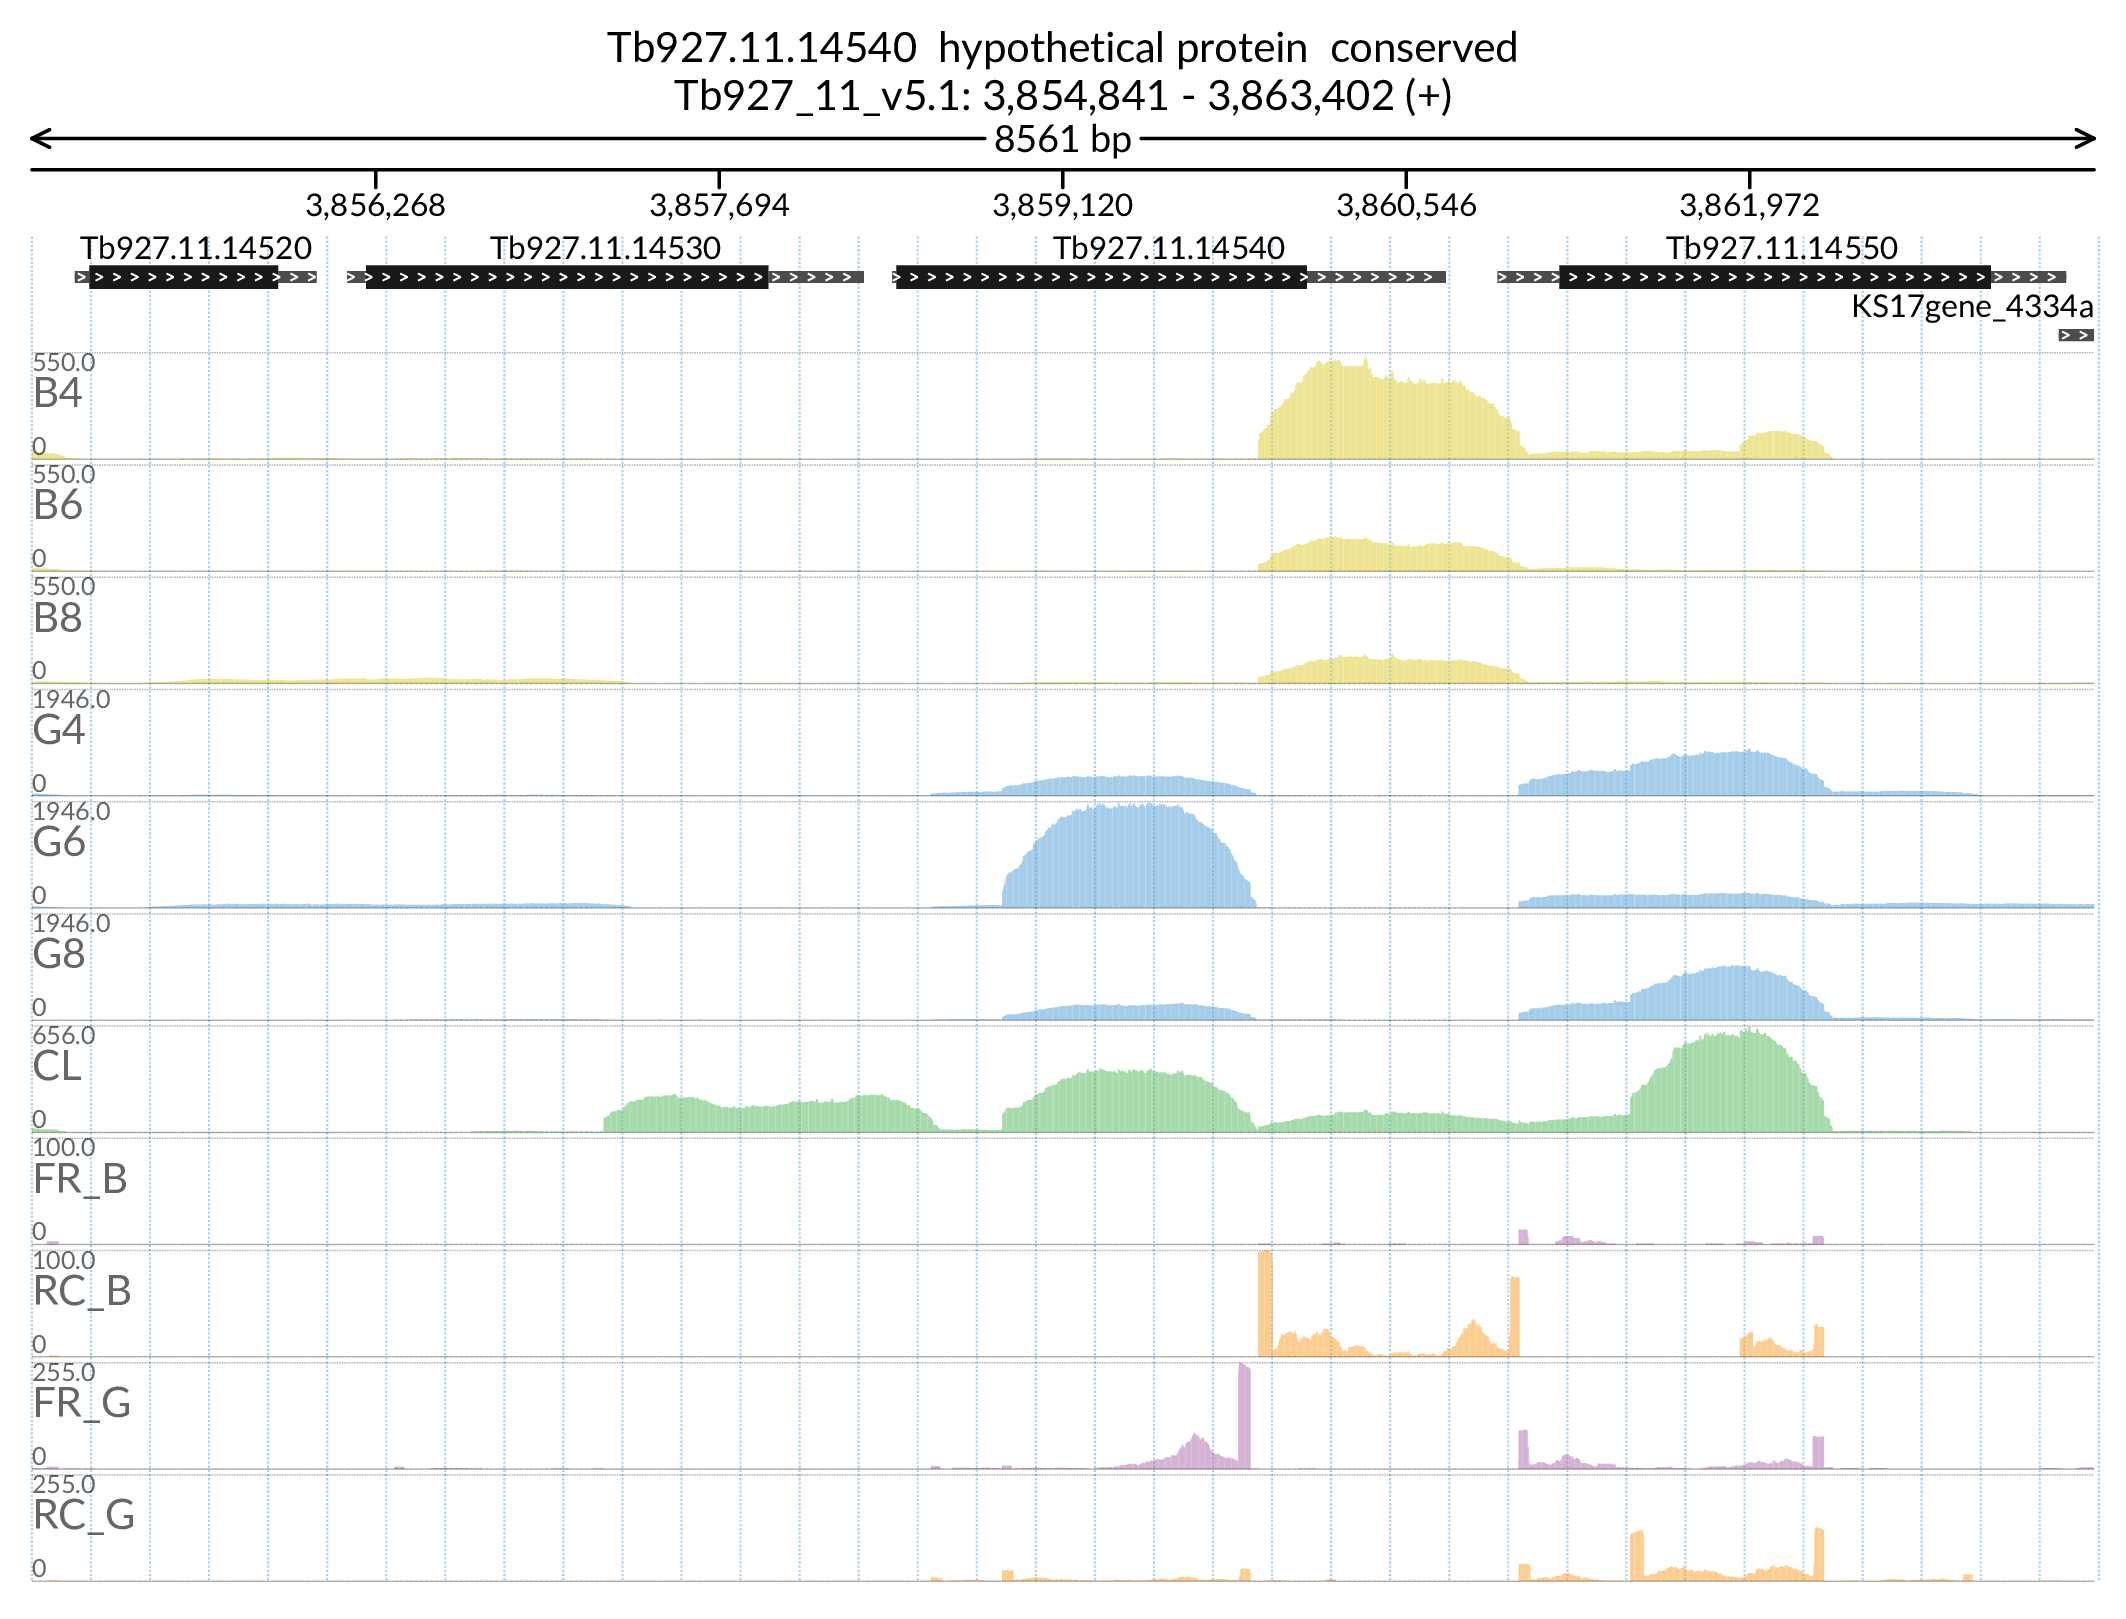 Tb927.11.14540  hypothetical protein  conserved
Tb927_11_v5.1: 3,854,841 - 3,863,402 (+)
8561 bp
3,856,268 3,857,694 3,859,120 3,860,546 3,861,972
Tb927.11.14520 Tb927.11.14530 Tb927.11.14540 Tb927.11.14550
KS17gene_4334a
550.0
B4
0
550.0
B6
0
550.0
B8
0
1946.0
G4
0
1946.0
G6
0
1946.0
G8
0
656.0
CL
0
100.0
FR_B
0
100.0
RC_B
0
255.0
FR_G
0
255.0
RC_G
0